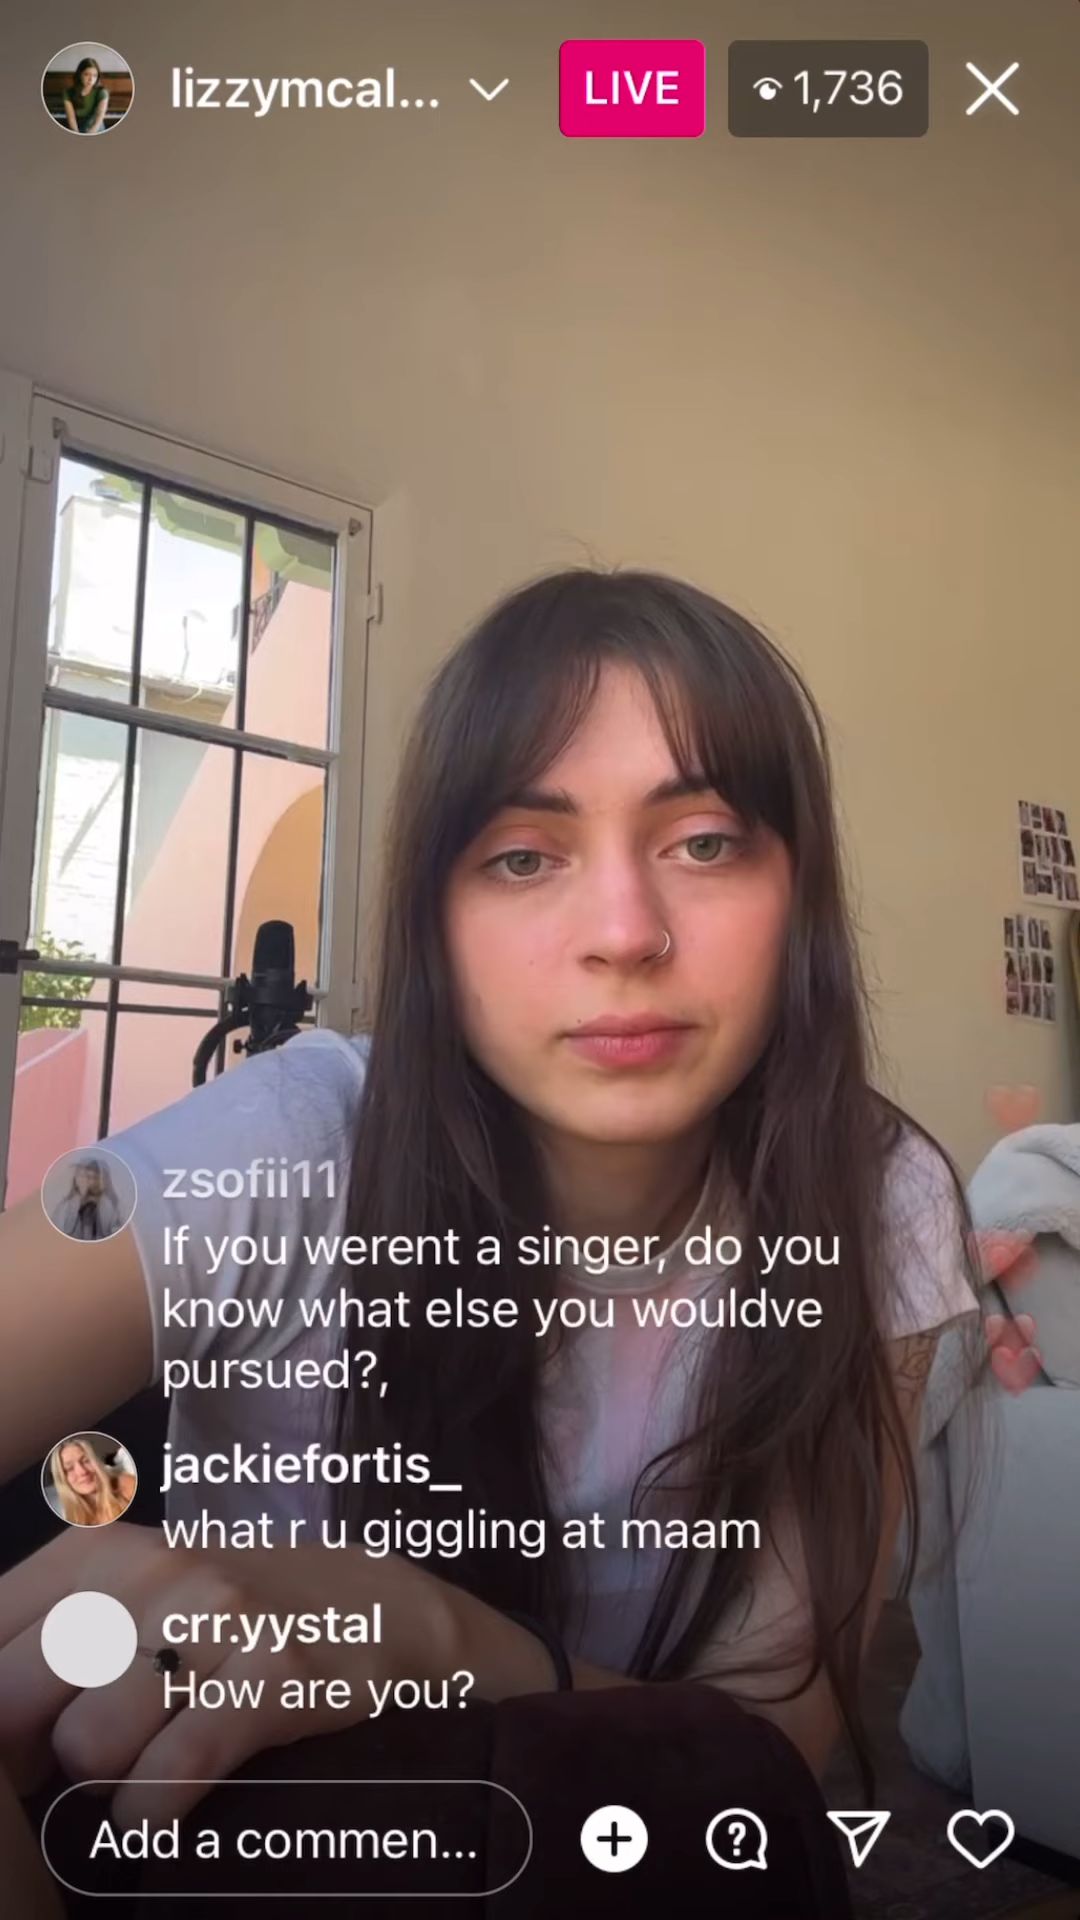 lizzymcal...
LIVE
1,736
zsofii11
If you werent a singer, do you
know what else you wouldve
pursued?,
jackiefortis_
what r u giggling at maam
crr.yystal
How are you?
Add a commen...